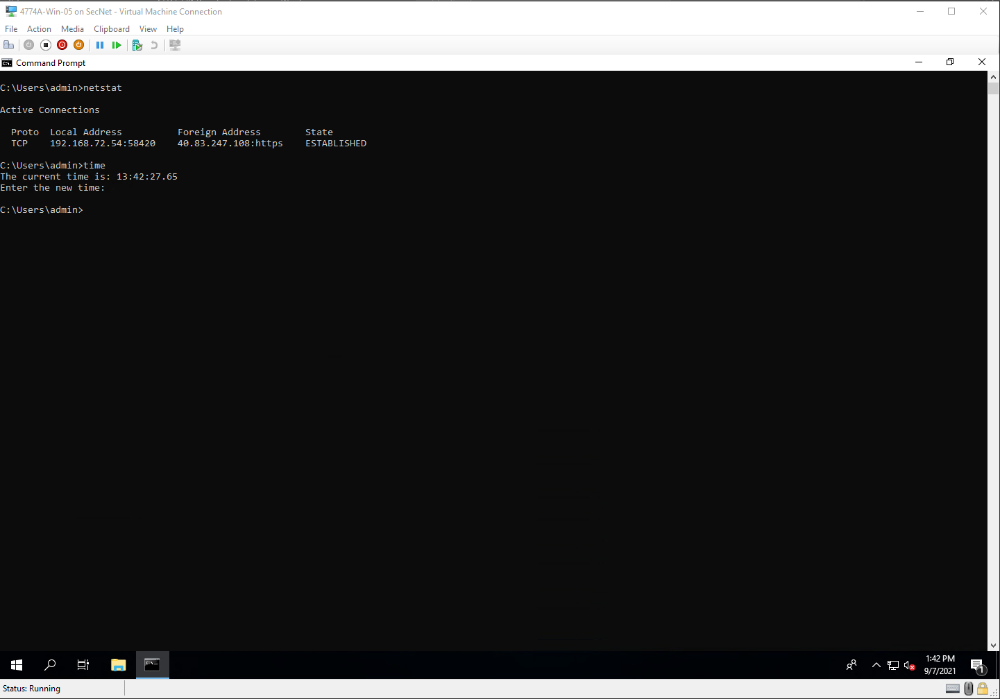 4774A-Win-05 on SecNet - Virtual Machine Connection
File Action Media Clipboard View Help
Command Prompt
C:\Users\admin>netstat
Active Connections
Proto Local Address Foreign Address State
TCP 192.168.72.54:58420 40.83.247.108:https ESTABLISHED
C:\Users\admin>time
The current time is: 13:42:27.65
Enter the new time:
C:\Users\admin>
1:42 PM
9/7/2021
1
Status: Running